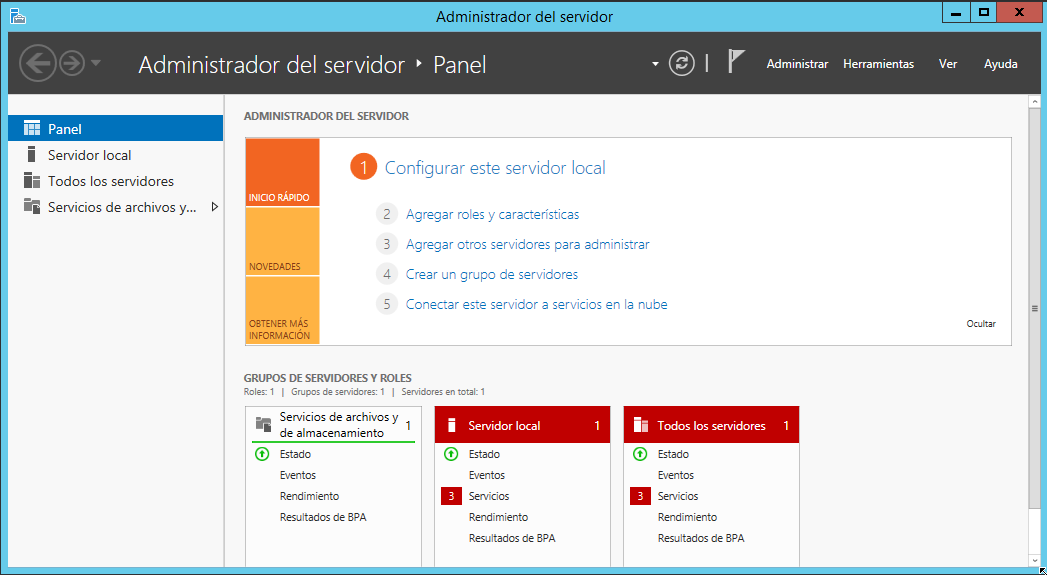 Administrador del servidor
Administrador del servidor ‣ Panel
Administrar Herramientas Ver Ayuda
Panel
Servidor local
Todos los servidores
Servicios de archivos y...
ADMINISTRADOR DEL SERVIDOR
INICIO RÁPIDO
NOVEDADES
OBTENER MÁS
INFORMACIÓN
1 Configurar este servidor local
2 Agregar roles y características
3 Agregar otros servidores para administrar
4 Crear un grupo de servidores
5 Conectar este servidor a servicios en la nube
Ocultar
GRUPOS DE SERVIDORES Y ROLES
Roles: 1 | Grupos de servidores: 1 | Servidores en total: 1
Servicios de archivos y
de almacenamiento 1
Estado
Eventos
Rendimiento
Resultados de BPA
Servidor local 1
Estado
Eventos
3 Servicios
Rendimiento
Resultados de BPA
Todos los servidores 1
Estado
Eventos
3 Servicios
Rendimiento
Resultados de BPA